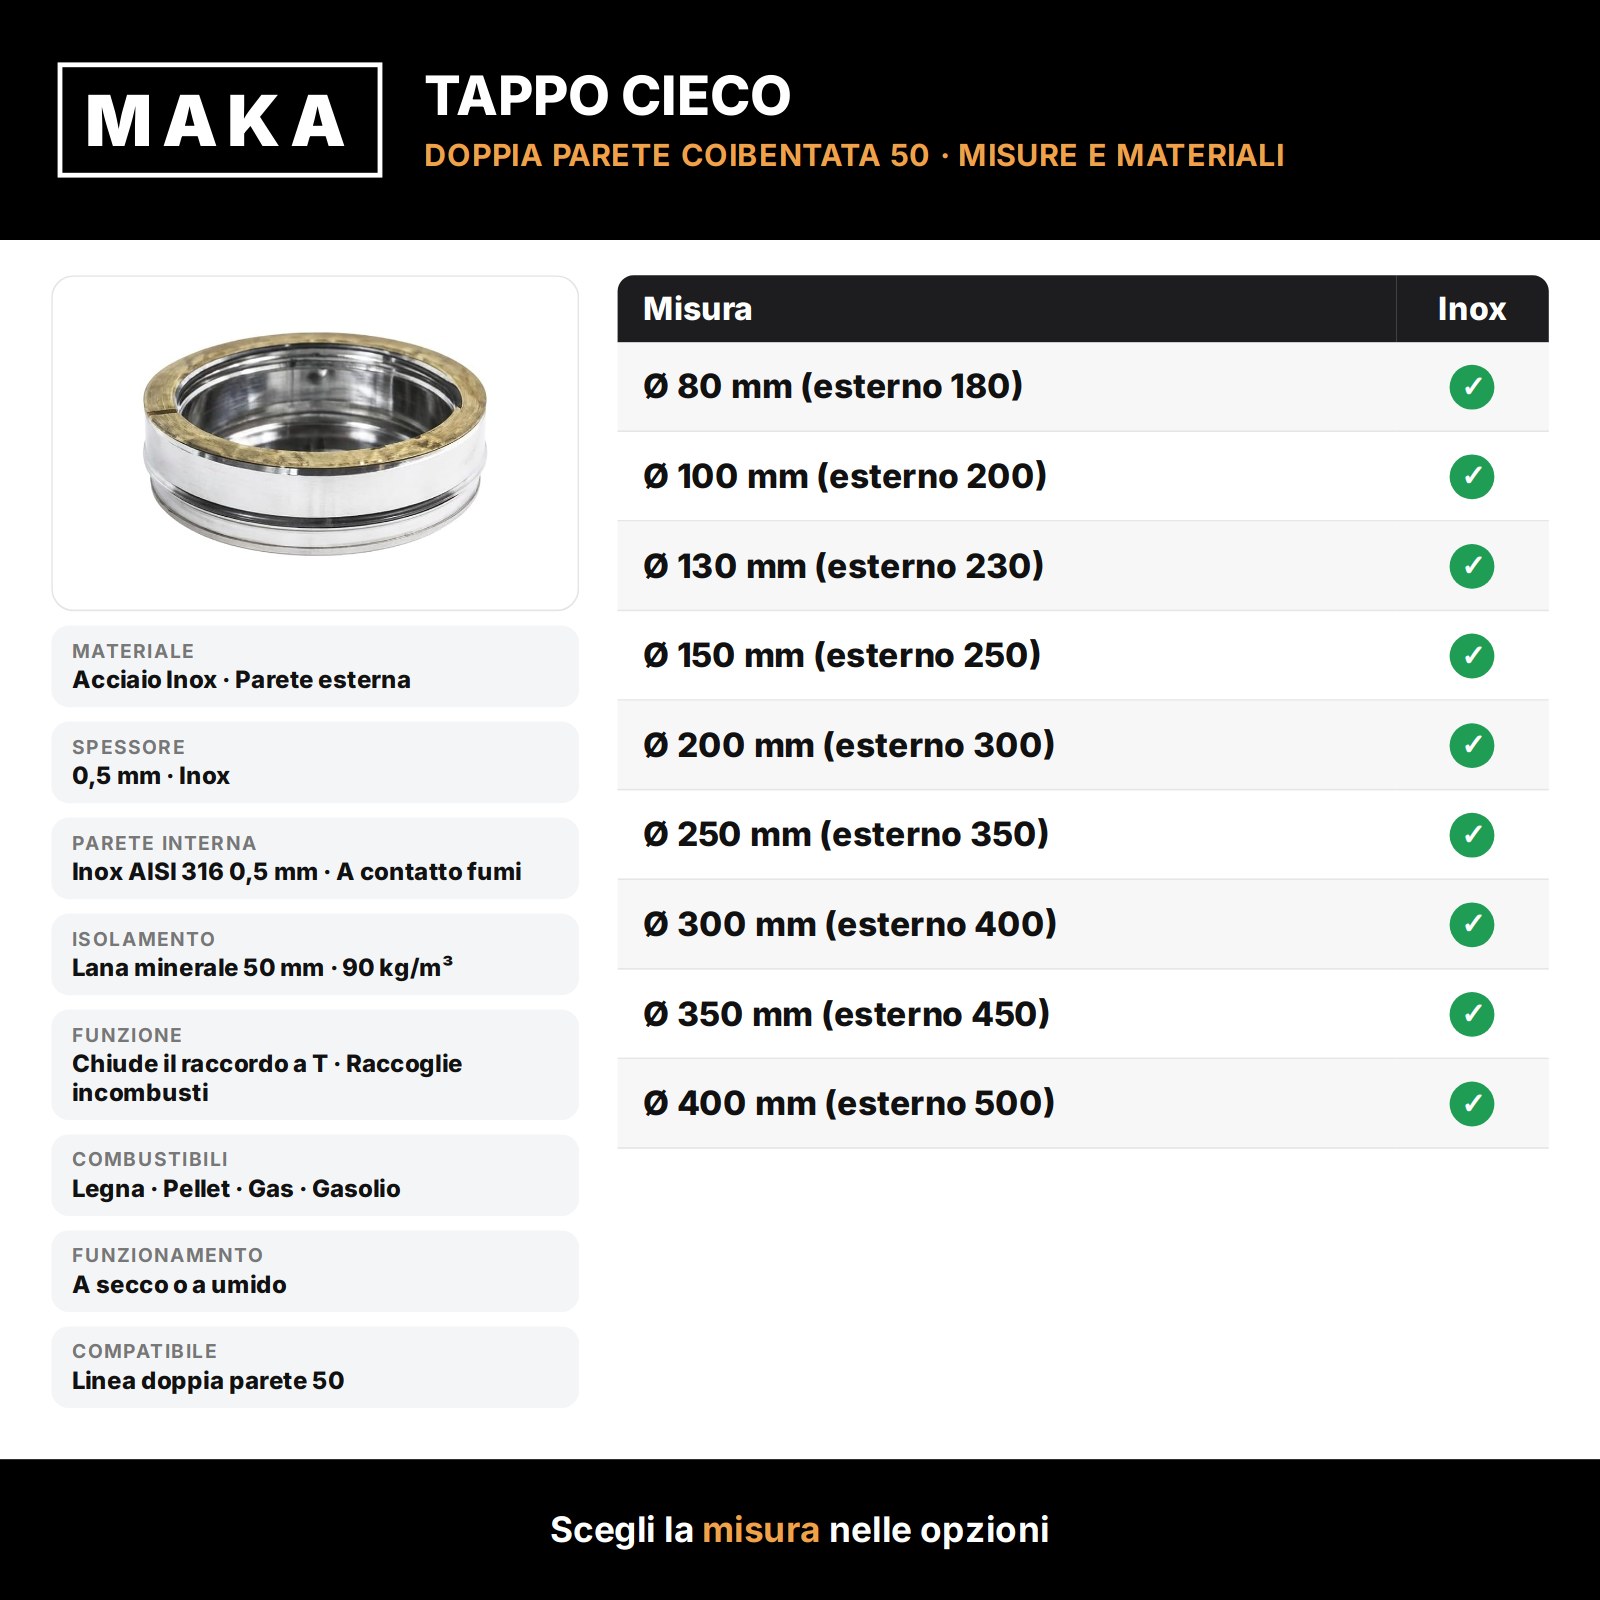 MAKA
TAPPO CIECO
DOPPIA PARETE COIBENTATA 50 · MISURE E MATERIALI
MATERIALE
Acciaio Inox · Parete esterna
SPESSORE
0,5 mm · Inox
PARETE INTERNA
Inox AISI 316 0,5 mm · A contatto fumi
ISOLAMENTO
Lana minerale 50 mm · 90 kg/m³
FUNZIONE
Chiude il raccordo a T · Raccoglie
incombusti
COMBUSTIBILI
Legna · Pellet · Gas · Gasolio
FUNZIONAMENTO
A secco o a umido
COMPATIBILE
Linea doppia parete 50
Misura Inox
Ø 80 mm (esterno 180) ✓
Ø 100 mm (esterno 200) ✓
Ø 130 mm (esterno 230) ✓
Ø 150 mm (esterno 250) ✓
Ø 200 mm (esterno 300) ✓
Ø 250 mm (esterno 350) ✓
Ø 300 mm (esterno 400) ✓
Ø 350 mm (esterno 450) ✓
Ø 400 mm (esterno 500) ✓
Scegli la misura nelle opzioni